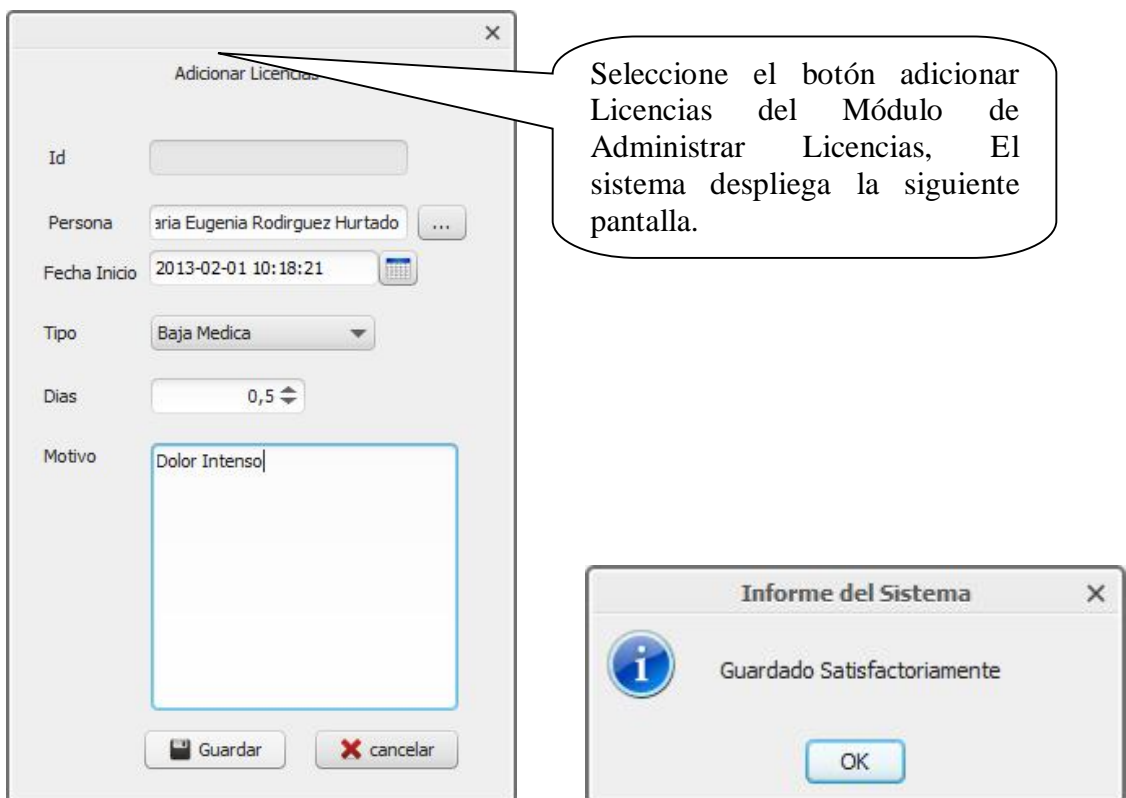 Adicionar Licencias
Id
Persona
aria Eugenia Rodirguez Hurtado
...
Fecha Inicio
2013-02-01 10:18:21
Tipo
Baja Medica
Dias
0,5
Motivo
Dolor Intenso
Guardar
cancelar
Seleccione el botón adicionar
Licencias del Módulo de
Administrar Licencias, El
sistema despliega la siguiente
pantalla.
Informe del Sistema
Guardado Satisfactoriamente
OK